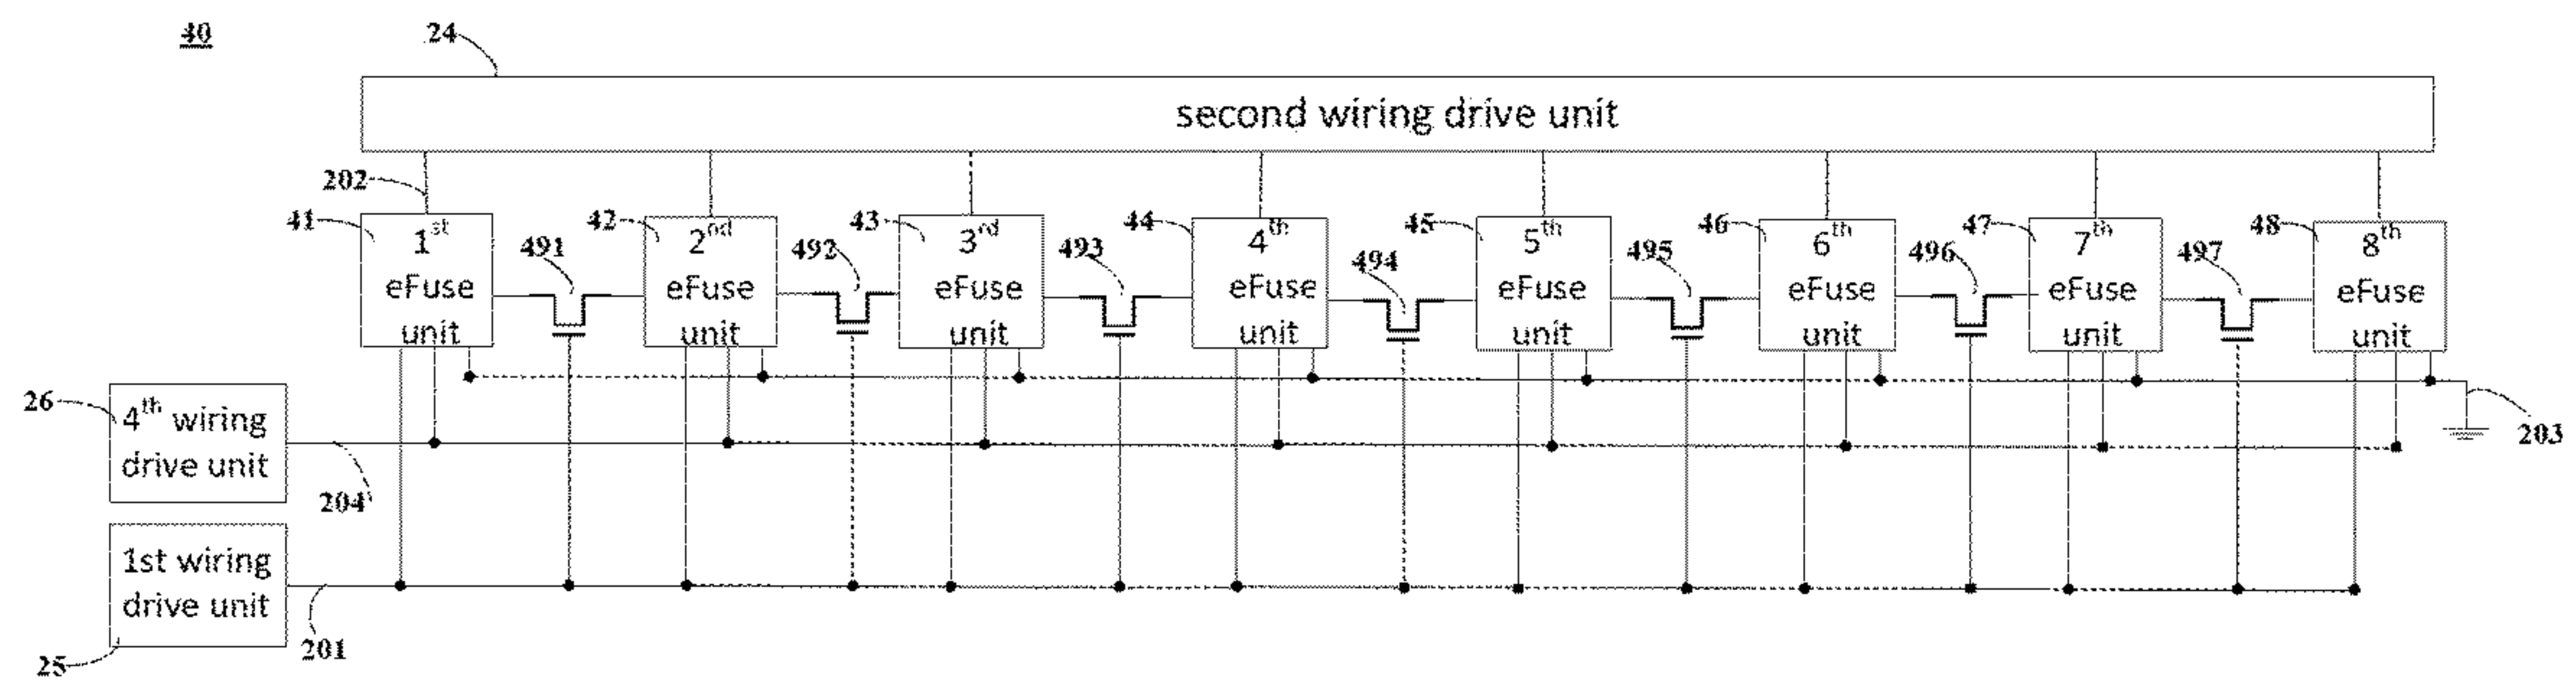 40
24
second wiring drive unit
202
41
1st
eFuse
unit
491
42
2nd
eFuse
unit
492
43
3rd
eFuse
unit
493
44
4th
eFuse
unit
494
45
5th
eFuse
unit
495
46
6th
eFuse
unit
496
47
7th
eFuse
unit
497
48
8th
eFuse
unit
26
4th wiring
drive unit
204
203
1st wiring
drive unit
201
25